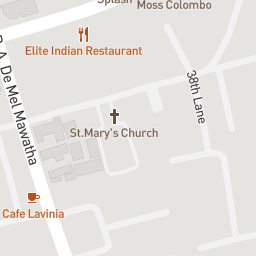 Splash
Moss Colombo
Elite Indian Restaurant
R. A. De Mel Mawatha
38th Lane
St.Mary's Church
Cafe Lavinia